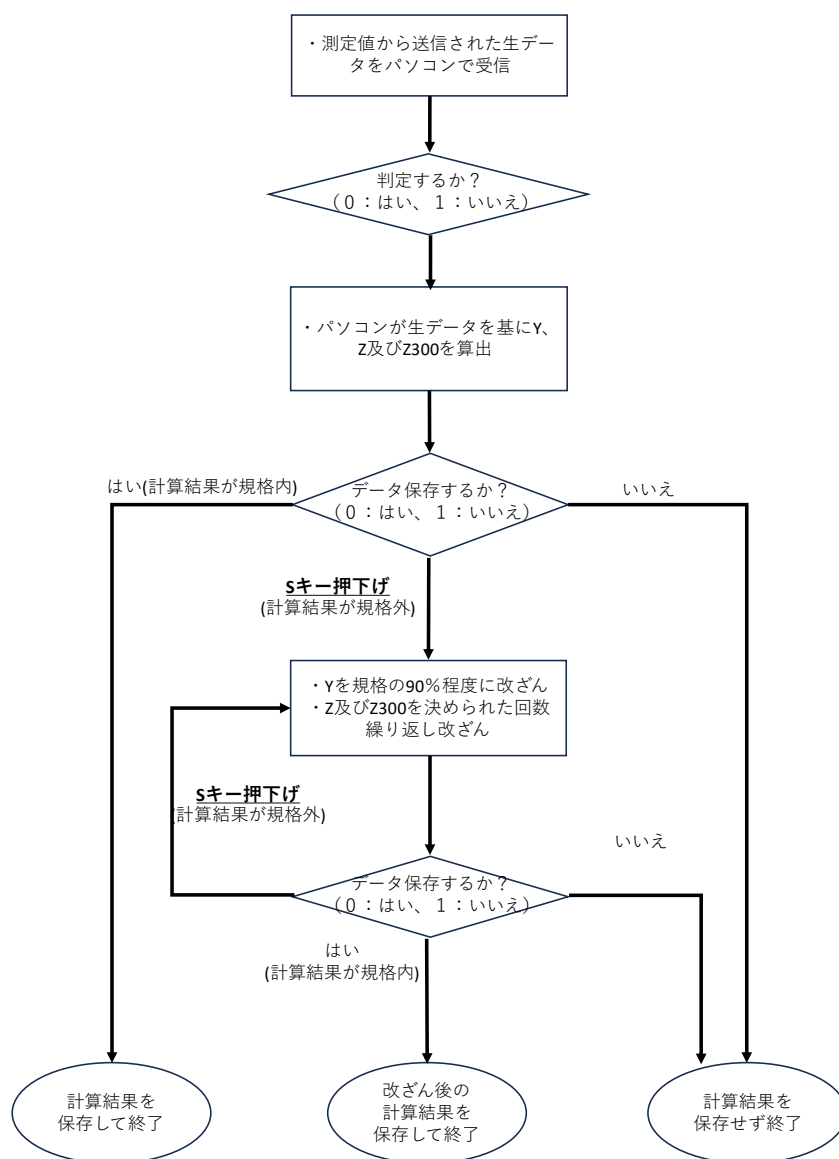 ・測定値から送信された生デー
タをパソコンで受信
判定するか？
（０：はい、１：いいえ）
・パソコンが生データを基にY、
Z及びZ300を算出
はい(計算結果が規格内)
データ保存するか？
（０：はい、１：いいえ）
いいえ
Sキー押下げ
(計算結果が規格外)
・Yを規格の90％程度に改ざん
・Z及びZ300を決められた回数
繰り返し改ざん
Sキー押下げ
(計算結果が規格外)
いいえ
データ保存するか？
（０：はい、１：いいえ）
はい
(計算結果が規格内)
計算結果を
保存して終了
改ざん後の
計算結果を
保存して終了
計算結果を
保存せず終了